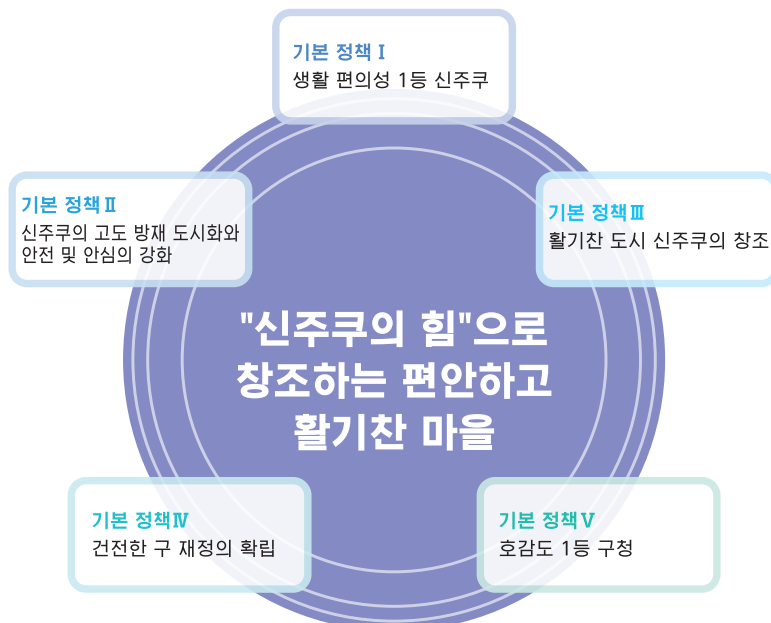 기본 정책 Ⅰ
생활 편의성 1등 신주쿠
기본 정책Ⅱ
신주쿠의 고도 방재 도시화와
안전 및 안심의 강화
기본 정책Ⅲ
활기찬 도시 신주쿠의 창조
"신주쿠의 힘"으로
창조하는 편안하고
활기찬 마을
기본 정책Ⅳ
건전한 구 재정의 확립
기본 정책Ⅴ
호감도 1등 구청